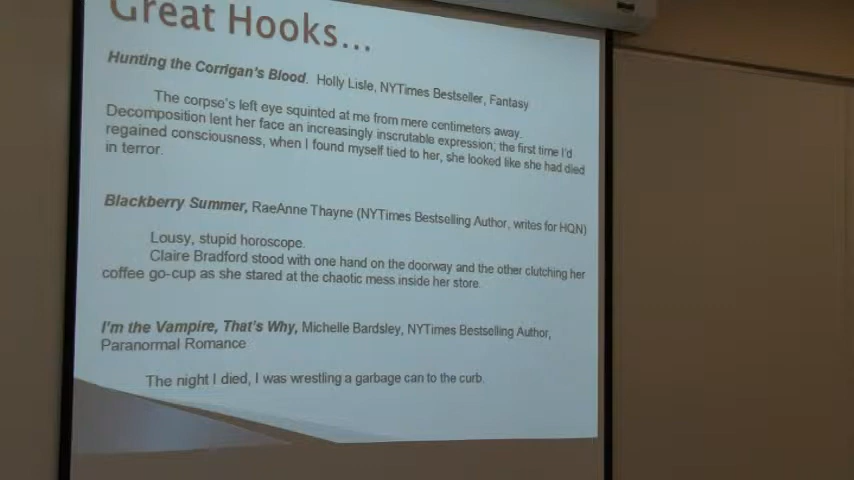 Great Hooks...
Hunting the Corrigan's Blood. Holly Lisle, NYTimes Bestseller, Fantasy
The corpse's left eye squinted at me from mere centimeters away.
Decomposition lent her face an increasingly inscrutable expression; the first time I'd
regained consciousness, when I found myself tied to her, she looked like she had died
in terror.
Blackberry Summer, RaeAnne Thayne (NYTimes Bestselling Author, writes for HQN)
Lousy, stupid horoscope.
Claire Bradford stood with one hand on the doorway and the other clutching her
coffee go-cup as she stared at the chaotic mess inside her store.
I'm the Vampire, That's Why, Michelle Bardsley, NYTimes Bestselling Author,
Paranormal Romance
The night I died, I was wrestling a garbage can to the curb.